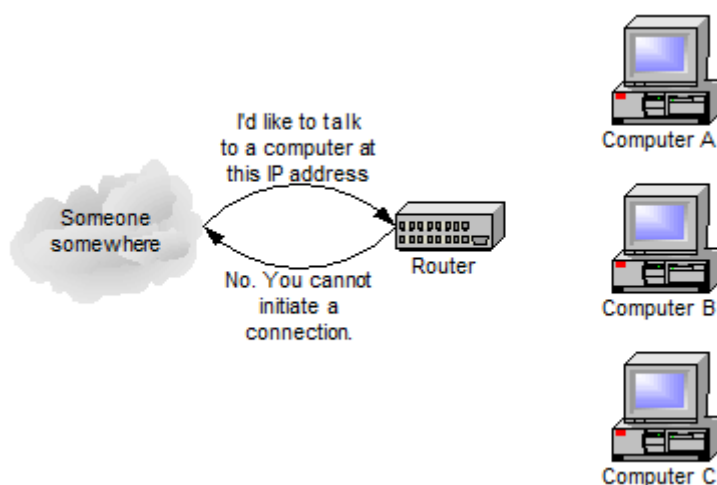 I'd like to talk
to a computer at
this IP address
Someone
somewhere
Router
No. You cannot
initiate a
connection.
Computer A
Computer B
Computer C